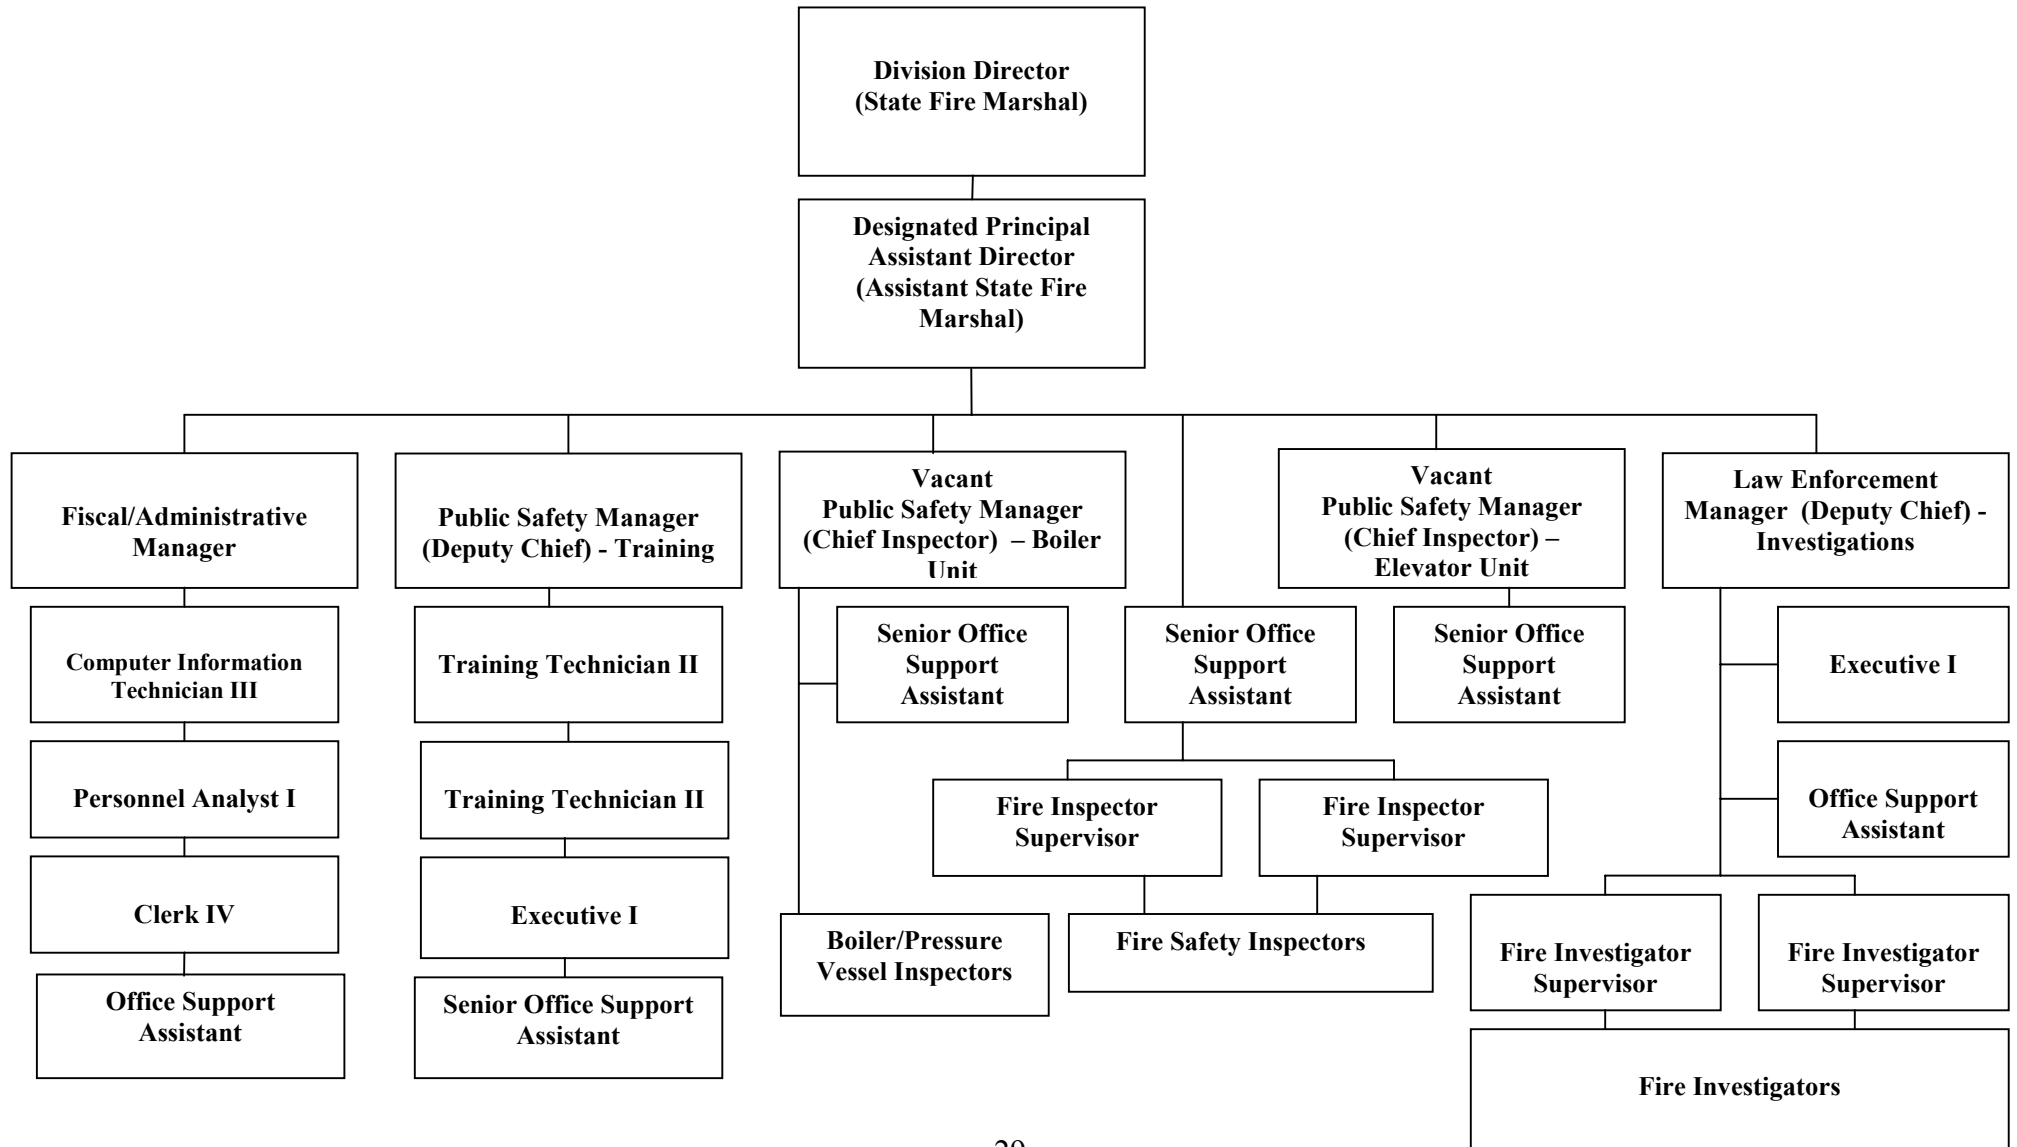 Division Director
(State Fire Marshal)
Designated Principal
Assistant Director
(Assistant State Fire
Marshal)
Fiscal/Administrative
Manager
Public Safety Manager
(Deputy Chief) - Training
Vacant
Public Safety Manager
(Chief Inspector) – Boiler
Unit
Vacant
Public Safety Manager
(Chief Inspector) –
Elevator Unit
Law Enforcement
Manager (Deputy Chief) -
Investigations
Computer Information
Technician III
Training Technician II
Senior Office
Support
Assistant
Senior Office
Support
Assistant
Senior Office
Support
Assistant
Executive I
Personnel Analyst I
Training Technician II
Fire Inspector
Supervisor
Fire Inspector
Supervisor
Office Support
Assistant
Clerk IV
Executive I
Boiler/Pressure
Vessel Inspectors
Fire Safety Inspectors
Fire Investigator
Supervisor
Fire Investigator
Supervisor
Office Support
Assistant
Senior Office Support
Assistant
Fire Investigators